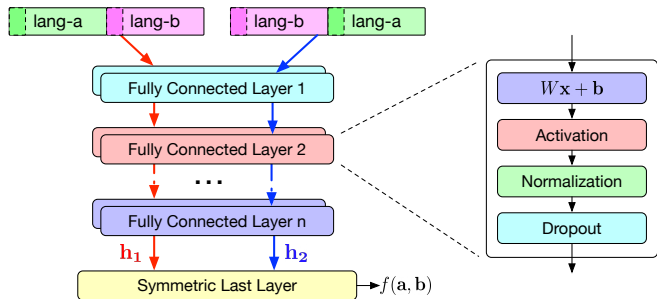 lang-a lang-b lang-b lang-a
Fully Connected Layer 1
Fully Connected Layer 2
...
Fully Connected Layer n
h₁ h₂
Symmetric Last Layer
f(a, b)
Wx + b
Activation
Normalization
Dropout